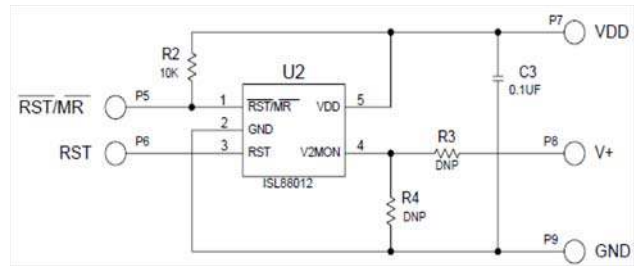 P7 VDD
R2
10K
U2
C3
0.1UF
RST/MR P5 1 RST/MR VDD 5
2 GND
R3
RST P6 3 RST V2MON 4 P8 V+
DNP
ISL88012
R4
DNP
P9 GND